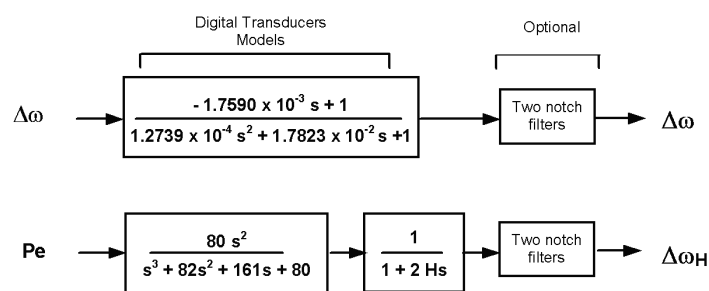 Digital Transducers
Models
Optional
Δω
- 1.7590 x 10⁻³ s + 1
1.2739 x 10⁻⁴ s² + 1.7823 x 10⁻² s +1
Two notch
filters
Δω
Pe
80 s²
s³ + 82s² + 161s + 80
1
1 + 2 Hs
Two notch
filters
Δω_H